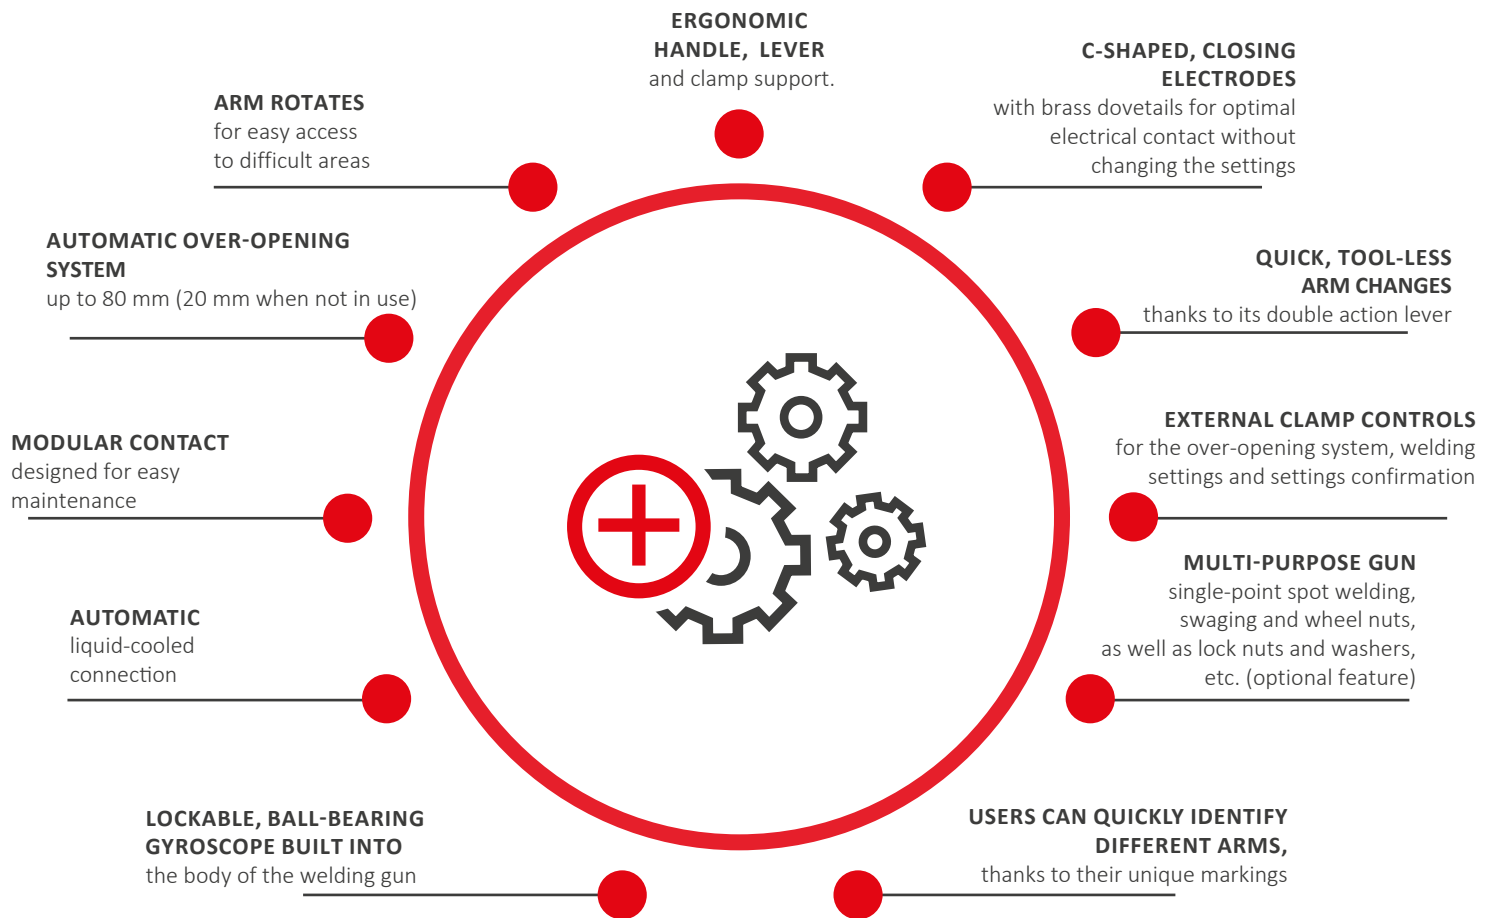 ERGONOMIC
HANDLE, LEVER
and clamp support.
C-SHAPED, CLOSING
ELECTRODES
with brass dovetails for optimal
electrical contact without
changing the settings
ARM ROTATES
for easy access
to difficult areas
AUTOMATIC OVER-OPENING
SYSTEM
up to 80 mm (20 mm when not in use)
QUICK, TOOL-LESS
ARM CHANGES
thanks to its double action lever
MODULAR CONTACT
designed for easy
maintenance
EXTERNAL CLAMP CONTROLS
for the over-opening system, welding
settings and settings confirmation
AUTOMATIC
liquid-cooled
connection
MULTI-PURPOSE GUN
single-point spot welding,
swaging and wheel nuts,
as well as lock nuts and washers,
etc. (optional feature)
LOCKABLE, BALL-BEARING
GYROSCOPE BUILT INTO
the body of the welding gun
USERS CAN QUICKLY IDENTIFY
DIFFERENT ARMS,
thanks to their unique markings